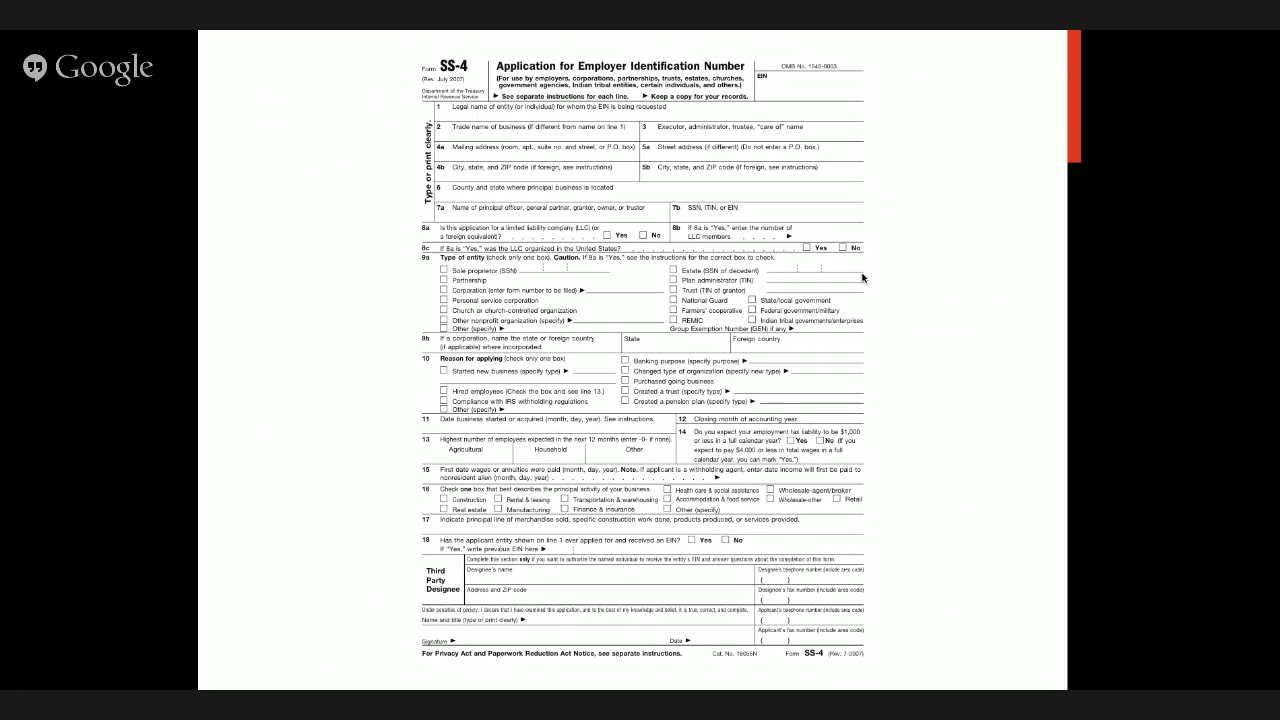 Google
Form SS-4
(Rev. July 2007)
Department of the Treasury
Internal Revenue Service
Application for Employer Identification Number
(For use by employers, corporations, partnerships, trusts, estates, churches,
government agencies, Indian tribal entities, certain individuals, and others.)
► See separate instructions for each line. ► Keep a copy for your records.
OMB No. 1545-0003
EIN
Type or print clearly.
1 Legal name of entity (or individual) for whom the EIN is being requested
2 Trade name of business (if different from name on line 1)
3 Executor, administrator, trustee, "care of" name
4a Mailing address (room, apt., suite no. and street, or P.O. box)
5a Street address (if different) (Do not enter a P.O. box.)
4b City, state, and ZIP code (if foreign, see instructions)
5b City, state, and ZIP code (if foreign, see instructions)
6 County and state where principal business is located
7a Name of principal officer, general partner, grantor, owner, or trustor
7b SSN, ITIN, or EIN
8a Is this application for a limited liability company (LLC) (or
a foreign equivalent)? . . . . . . . . . Yes No
8b If 8a is "Yes," enter the number of
LLC members . . . . ►
8c If 8a is "Yes," was the LLC organized in the United States? . . . . . . . . . . . . . . . . Yes No
9a Type of entity (check only one box). Caution. If 8a is "Yes," see the instructions for the correct box to check.
Sole proprietor (SSN)
Estate (SSN of decedent)
Partnership
Plan administrator (TIN)
Corporation (enter form number to be filed) ►
Trust (TIN of grantor)
Personal service corporation
National Guard State/local government
Church or church-controlled organization
Farmers' cooperative Federal government/military
Other nonprofit organization (specify) ►
REMIC Indian tribal governments/enterprises
Other (specify) ►
Group Exemption Number (GEN) if any ►
9b If a corporation, name the state or foreign country
(if applicable) where incorporated
State
Foreign country
10 Reason for applying (check only one box)
Banking purpose (specify purpose) ►
Started new business (specify type) ►
Changed type of organization (specify new type) ►
Purchased going business
Hired employees (Check the box and see line 13.)
Created a trust (specify type) ►
Compliance with IRS withholding regulations
Created a pension plan (specify type) ►
Other (specify) ►
11 Date business started or acquired (month, day, year). See instructions.
12 Closing month of accounting year
13 Highest number of employees expected in the next 12 months (enter -0- if none).
Agricultural Household Other
14 Do you expect your employment tax liability to be $1,000
or less in a full calendar year? Yes No (If you
expect to pay $4,000 or less in total wages in a full
calendar year, you can mark "Yes.")
15 First date wages or annuities were paid (month, day, year). Note. If applicant is a withholding agent, enter date income will first be paid to
nonresident alien (month, day, year) . . . . . . . . . . . . . . . . ►
16 Check one box that best describes the principal activity of your business.
Health care & social assistance Wholesale-agent/broker
Construction Rental & leasing Transportation & warehousing Accommodation & food service Wholesale-other Retail
Real estate Manufacturing Finance & insurance Other (specify)
17 Indicate principal line of merchandise sold, specific construction work done, products produced, or services provided.
18 Has the applicant entity shown on line 1 ever applied for and received an EIN? Yes No
If "Yes," write previous EIN here ►
Third
Party
Designee
Complete this section only if you want to authorize the named individual to receive the entity's EIN and answer questions about the completion of this form.
Designee's name
Designee's telephone number (include area code)
( )
Address and ZIP code
Designee's fax number (include area code)
( )
Under penalties of perjury, I declare that I have examined this application, and to the best of my knowledge and belief, it is true, correct, and complete.
Applicant's telephone number (include area code)
Name and title (type or print clearly) ►
( )
Applicant's fax number (include area code)
Signature ► Date ► ( )
For Privacy Act and Paperwork Reduction Act Notice, see separate instructions. Cat. No. 16055N Form SS-4 (Rev. 7-2007)